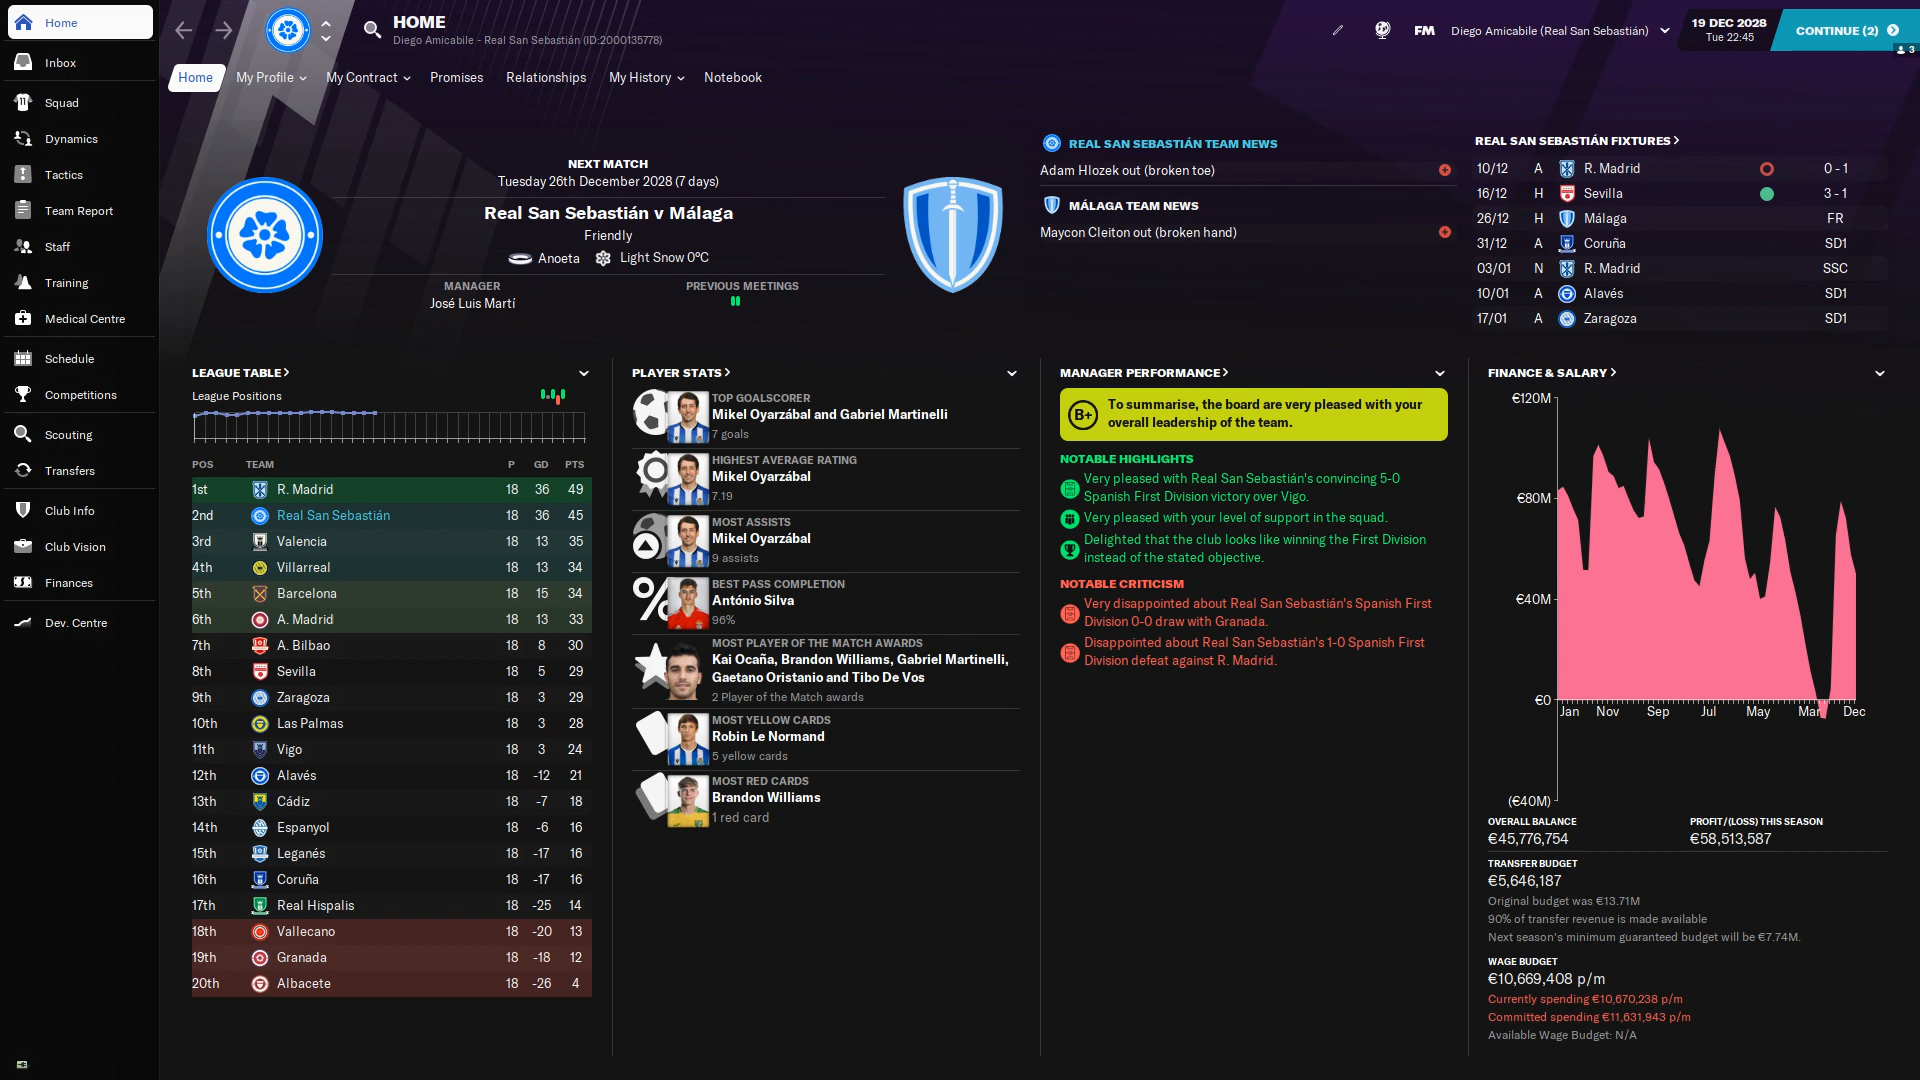 Home
Inbox
Squad
Dynamics
Tactics
Team Report
Staff
Training
Medical Centre
Schedule
Competitions
Scouting
Transfers
Club Info
Club Vision
Finances
Dev. Centre
HOME
Diego Amicabile - Real San Sebastián (ID:2000135778)
FM
Diego Amicabile (Real San Sebastián)
19 DEC 2028
Tue 22:45
CONTINUE (2)
3
Home
My Profile
My Contract
Promises
Relationships
My History
Notebook
NEXT MATCH
Tuesday 26th December 2028 (7 days)
Real San Sebastián v Málaga
Friendly
Anoeta
Light Snow 0ºC
MANAGER
José Luis Martí
PREVIOUS MEETINGS
REAL SAN SEBASTIÁN TEAM NEWS
Adam Hlozek out (broken toe)
MÁLAGA TEAM NEWS
Maycon Cleiton out (broken hand)
REAL SAN SEBASTIÁN FIXTURES
10/12 A R. Madrid 0 - 1
16/12 H Sevilla 3 - 1
26/12 H Málaga FR
31/12 A Coruña SD1
03/01 N R. Madrid SSC
10/01 A Alavés SD1
17/01 A Zaragoza SD1
LEAGUE TABLE
League Positions
POS TEAM P GD PTS
1st R. Madrid 18 36 49
2nd Real San Sebastián 18 36 45
3rd Valencia 18 13 35
4th Villarreal 18 13 34
5th Barcelona 18 15 34
6th A. Madrid 18 13 33
7th A. Bilbao 18 8 30
8th Sevilla 18 5 29
9th Zaragoza 18 3 29
10th Las Palmas 18 3 28
11th Vigo 18 3 24
12th Alavés 18 -12 21
13th Cádiz 18 -7 18
14th Espanyol 18 -6 16
15th Leganés 18 -17 16
16th Coruña 18 -17 16
17th Real Hispalis 18 -25 14
18th Vallecano 18 -20 13
19th Granada 18 -18 12
20th Albacete 18 -26 4
PLAYER STATS
TOP GOALSCORER
Mikel Oyarzábal and Gabriel Martinelli
7 goals
HIGHEST AVERAGE RATING
Mikel Oyarzábal
7.19
MOST ASSISTS
Mikel Oyarzábal
9 assists
BEST PASS COMPLETION
António Silva
96%
MOST PLAYER OF THE MATCH AWARDS
Kai Ocaña, Brandon Williams, Gabriel Martinelli,
Gaetano Oristanio and Tibo De Vos
2 Player of the Match awards
MOST YELLOW CARDS
Robin Le Normand
5 yellow cards
MOST RED CARDS
Brandon Williams
1 red card
MANAGER PERFORMANCE
B+
To summarise, the board are very pleased with your
overall leadership of the team.
NOTABLE HIGHLIGHTS
Very pleased with Real San Sebastián's convincing 5-0
Spanish First Division victory over Vigo.
Very pleased with your level of support in the squad.
Delighted that the club looks like winning the First Division
instead of the stated objective.
NOTABLE CRITICISM
Very disappointed about Real San Sebastián's Spanish First
Division 0-0 draw with Granada.
Disappointed about Real San Sebastián's 1-0 Spanish First
Division defeat against R. Madrid.
FINANCE & SALARY
€120M
€80M
€40M
€0
(€40M)
Jan Nov Sep Jul May Mar Dec
OVERALL BALANCE
€45,776,754
PROFIT/(LOSS) THIS SEASON
€58,513,587
TRANSFER BUDGET
€5,646,187
Original budget was €13.71M
90% of transfer revenue is made available
Next season's minimum guaranteed budget will be €7.74M.
WAGE BUDGET
€10,669,408 p/m
Currently spending €10,670,238 p/m
Committed spending €11,631,943 p/m
Available Wage Budget: N/A